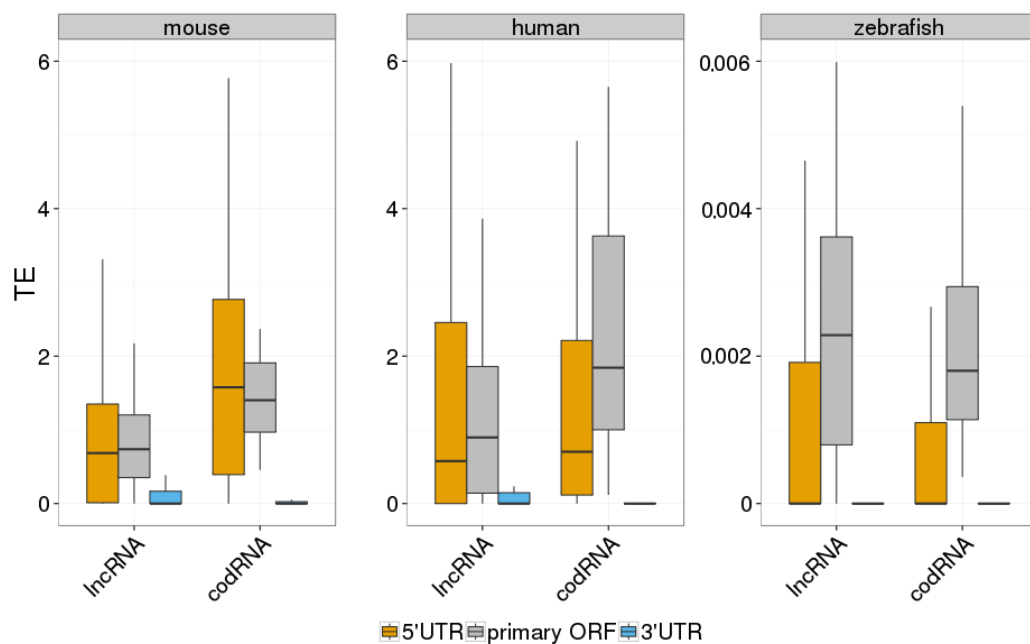 mouse human zebrafish
6 6 0.006
4 4 0.004
TE
2 2 0.002
0 0 0
lncRNA codRNA lncRNA codRNA lncRNA codRNA
5'UTR primary ORF 3'UTR